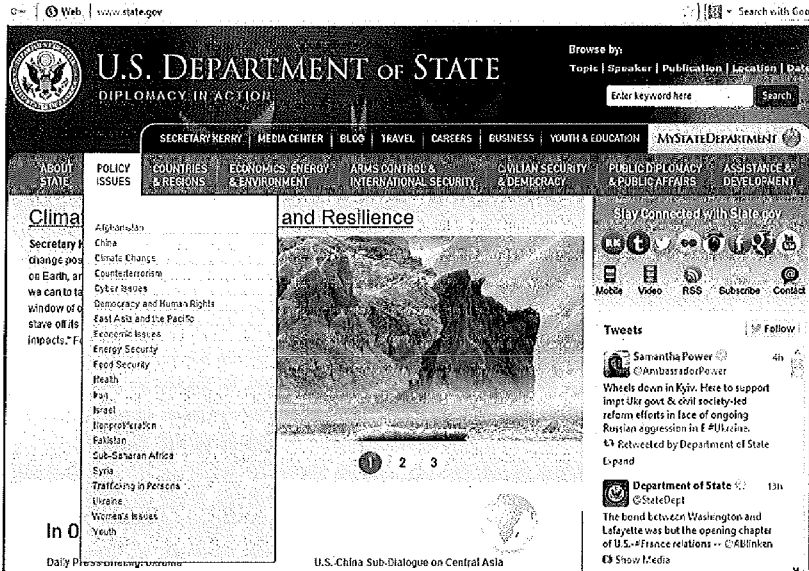 Web www.state.gov
Search with Goo
U.S. DEPARTMENT OF STATE
DIPLOMACY IN ACTION
Browse by:
Topic | Speaker | Publication | Location | Date
Enter keyword here Search
SECRETARY KERRY MEDIA CENTER BLOG TRAVEL CAREERS BUSINESS YOUTH & EDUCATION MYSTATEDEPARTMENT
ABOUT STATE
POLICY ISSUES
COUNTRIES & REGIONS
ECONOMICS, ENERGY & ENVIRONMENT
ARMS CONTROL & INTERNATIONAL SECURITY
CIVILIAN SECURITY & DEMOCRACY
PUBLIC DIPLOMACY & PUBLIC AFFAIRS
ASSISTANCE & DEVELOPMENT
Clima
and Resilience
Secretary K
change pos
on Earth, an
we can to ta
window of o
stave off its
impacts." F
Afghanistan
China
Climate Change
Counterterrorism
Cyber Issues
Democracy and Human Rights
East Asia and the Pacific
Economic Issues
Energy Security
Food Security
Health
Iran
Israel
Nonproliferation
Pakistan
Sub-Saharan Africa
Syria
Trafficking in Persons
Ukraine
Women's Issues
Youth
1 2 3
In O
Daily Press Briefing: Ukraine
U.S.-China Sub-Dialogue on Central Asia
Stay Connected with State.gov
Mobile Video RSS Subscribe Contact
Tweets Follow
Samantha Power 4h
@AmbassadorPower
Wheels down in Kyiv. Here to support
impt Ukr govt & civil society-led
reform efforts in face of ongoing
Russian aggression in E #Ukraine.
Retweeted by Department of State
Expand
Department of State 13h
@StateDept
The bond between Washington and
Lafayette was but the opening chapter
of U.S.-#France relations -- @ABlinken
Show Media